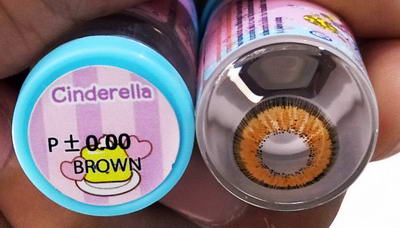 Cinderella
P ± 0.00
BROWN